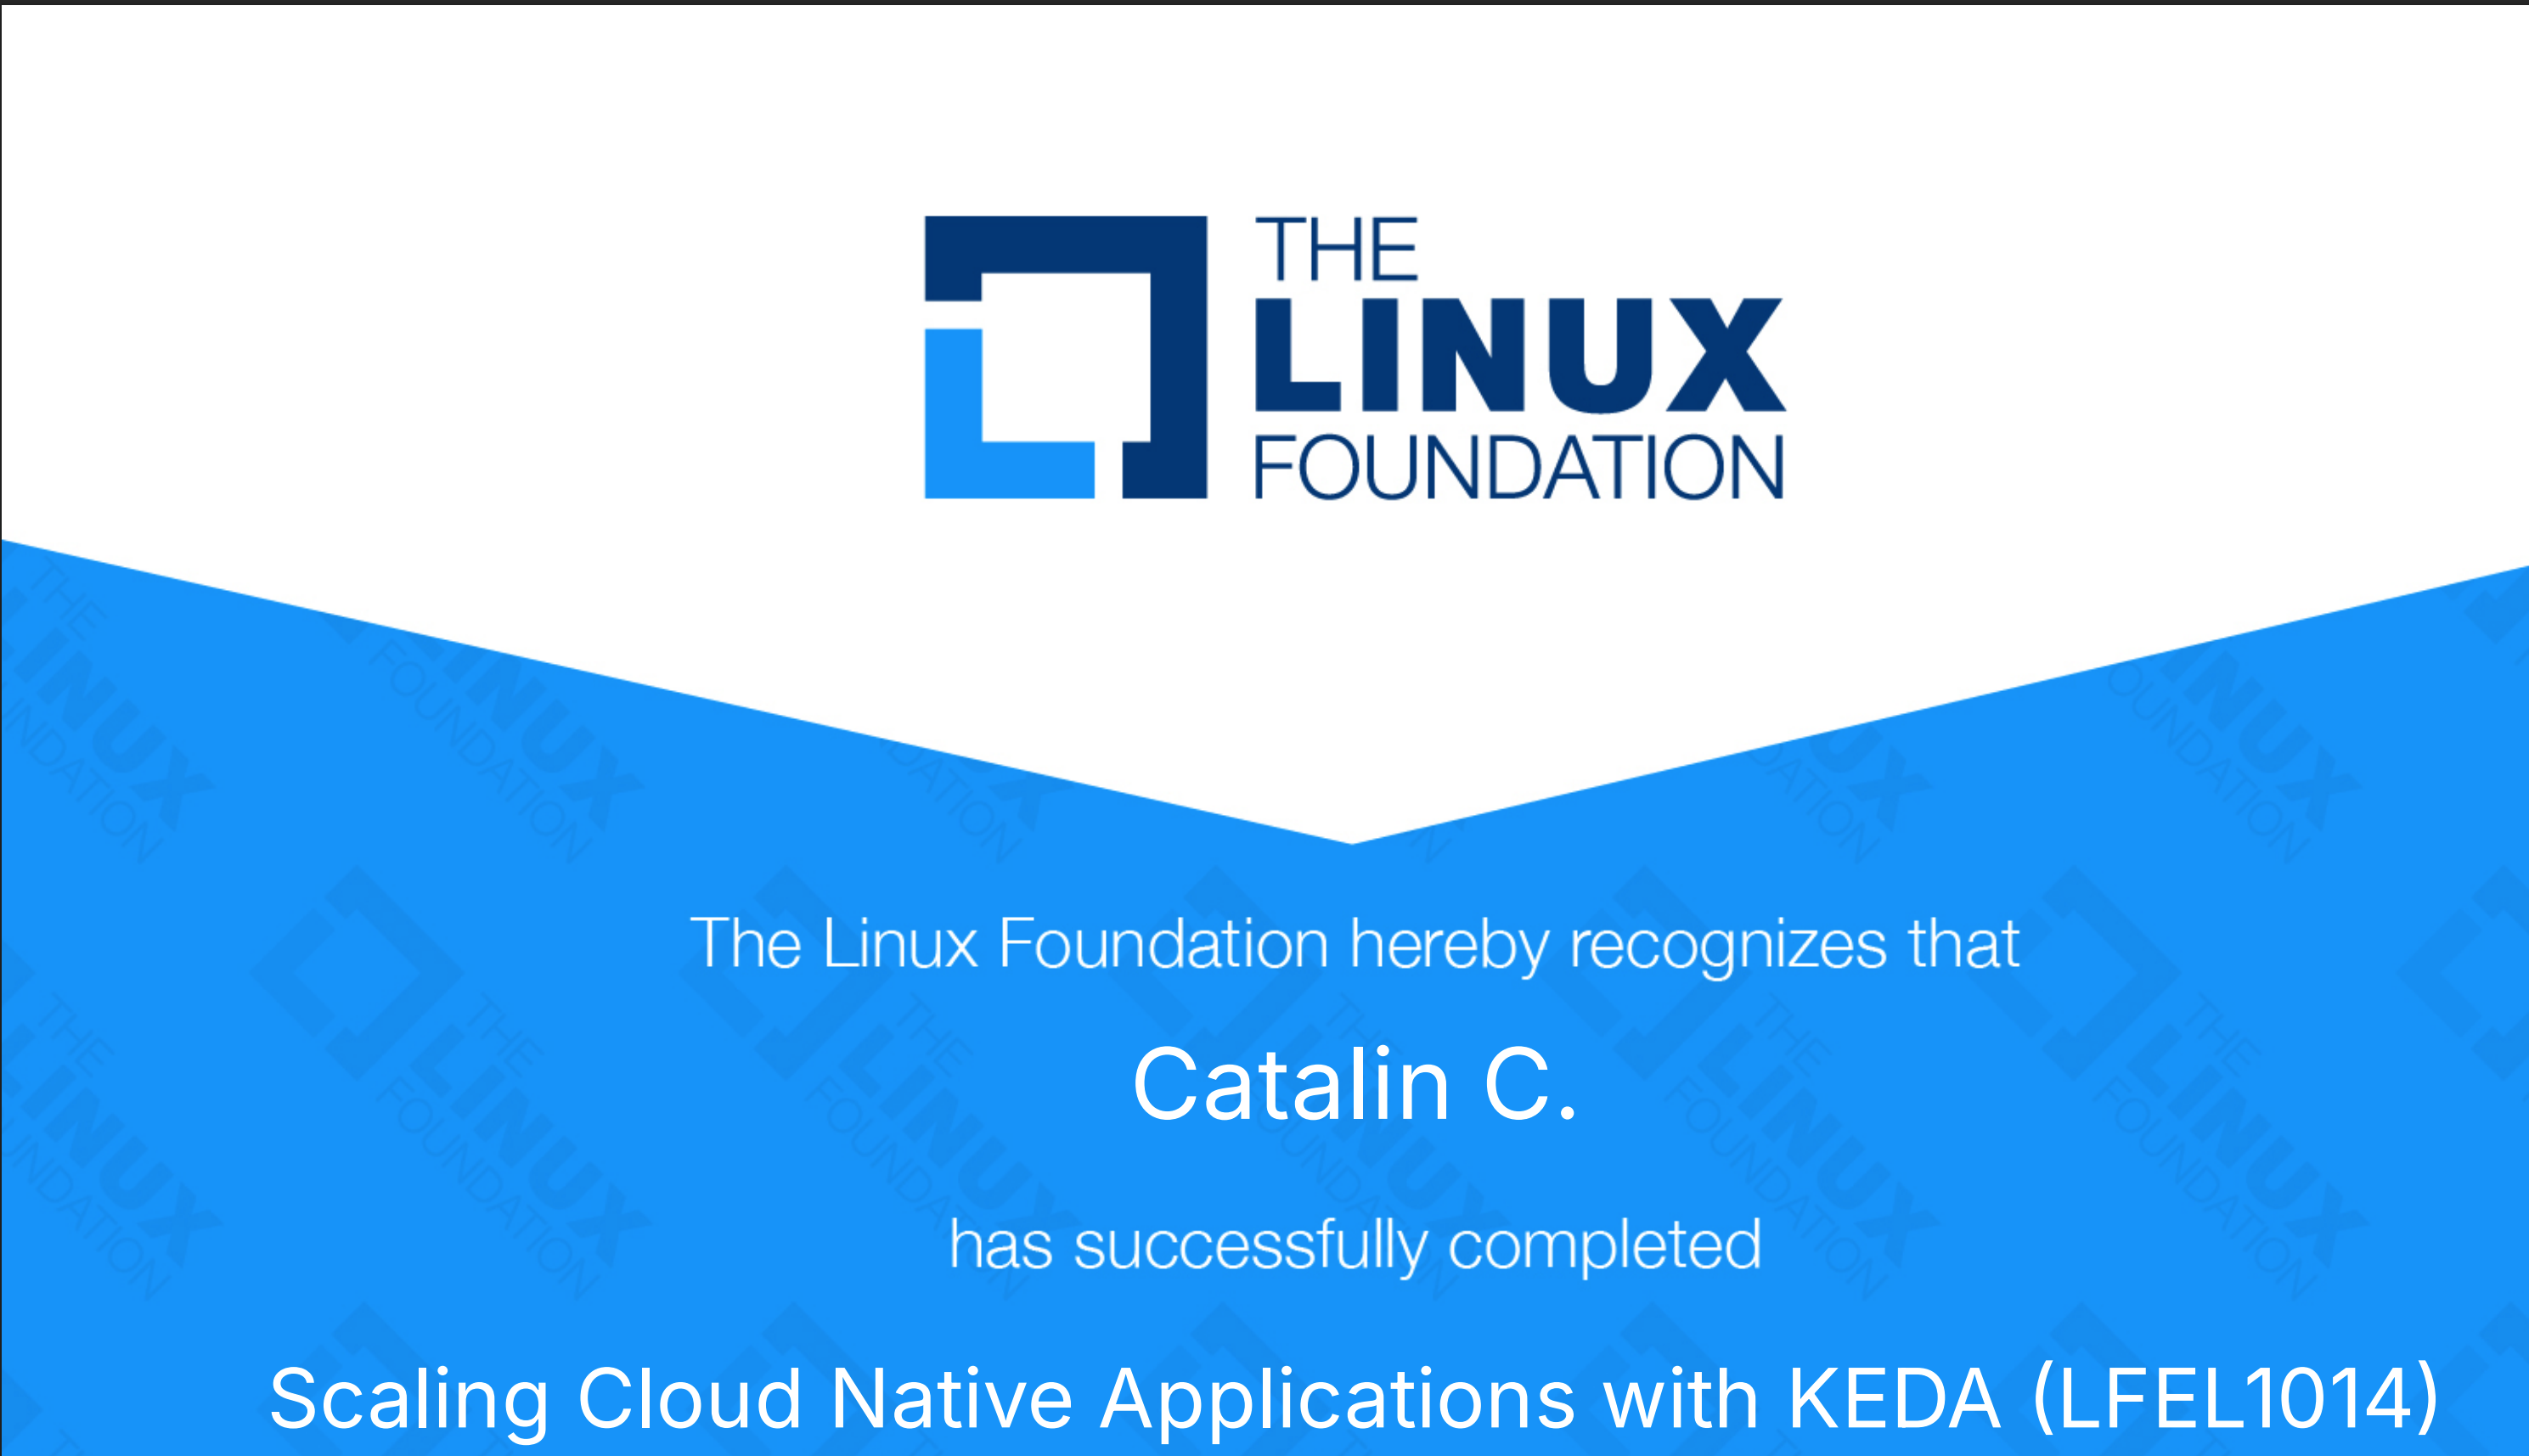 THE
LINUX
FOUNDATION
The Linux Foundation hereby recognizes that
Catalin C.
has successfully completed
Scaling Cloud Native Applications with KEDA (LFEL1014)